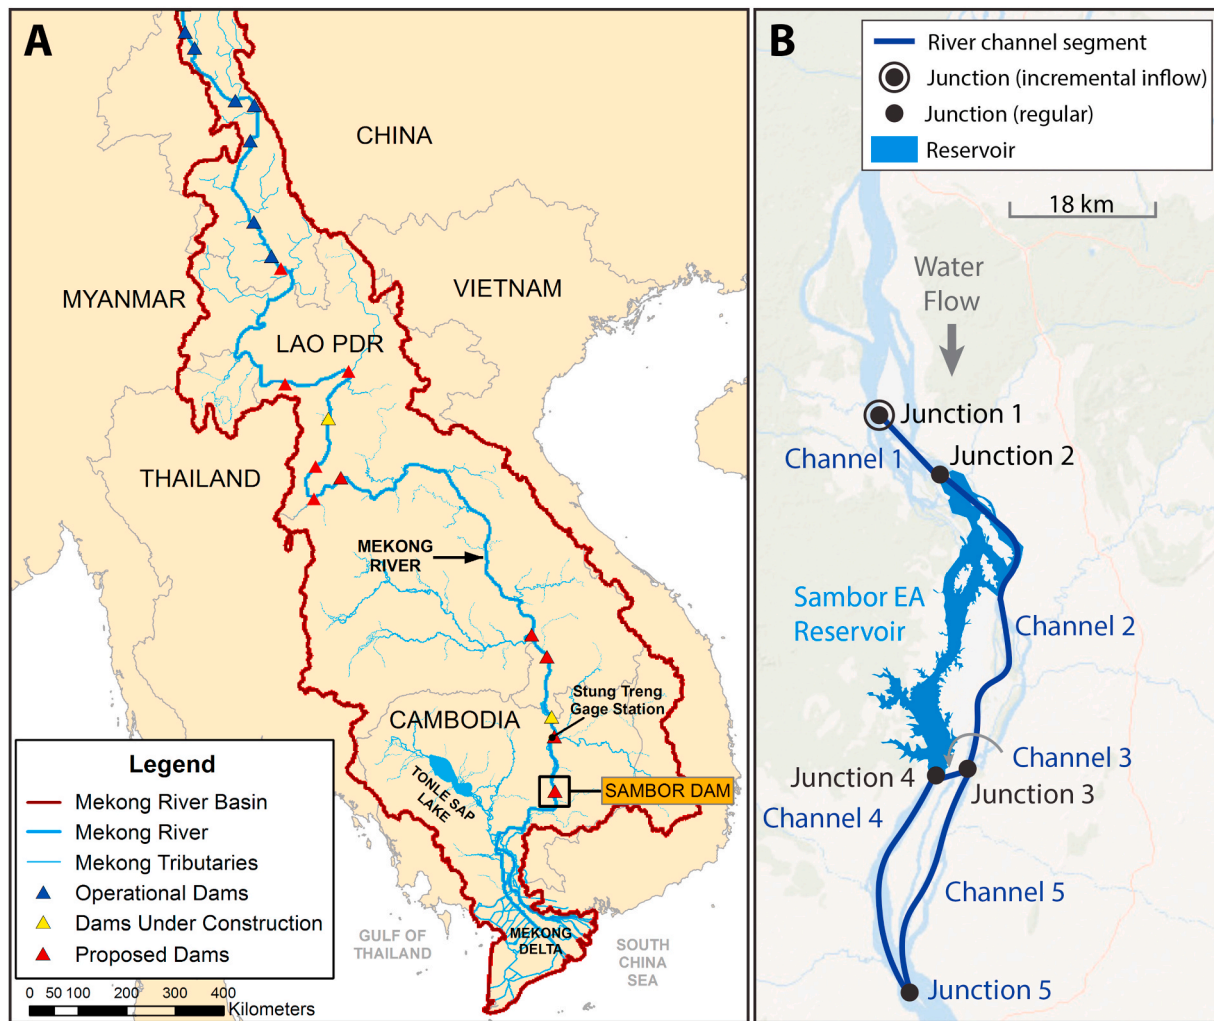 A
CHINA
MYANMAR
VIETNAM
LAO PDR
THAILAND
MEKONG
RIVER
Stung Treng
Gage Station
CAMBODIA
TONLE SAP
LAKE
SAMBOR DAM
GULF OF
THAILAND
MEKONG
DELTA
SOUTH
CHINA
SEA
Legend
Mekong River Basin
Mekong River
Mekong Tributaries
Operational Dams
Dams Under Construction
Proposed Dams
0 50 100 200 300 400
Kilometers
B
River channel segment
Junction (incremental inflow)
Junction (regular)
Reservoir
18 km
Water
Flow
Junction 1
Channel 1
Junction 2
Sambor EA
Reservoir
Channel 2
Channel 3
Junction 4
Junction 3
Channel 4
Channel 5
Junction 5